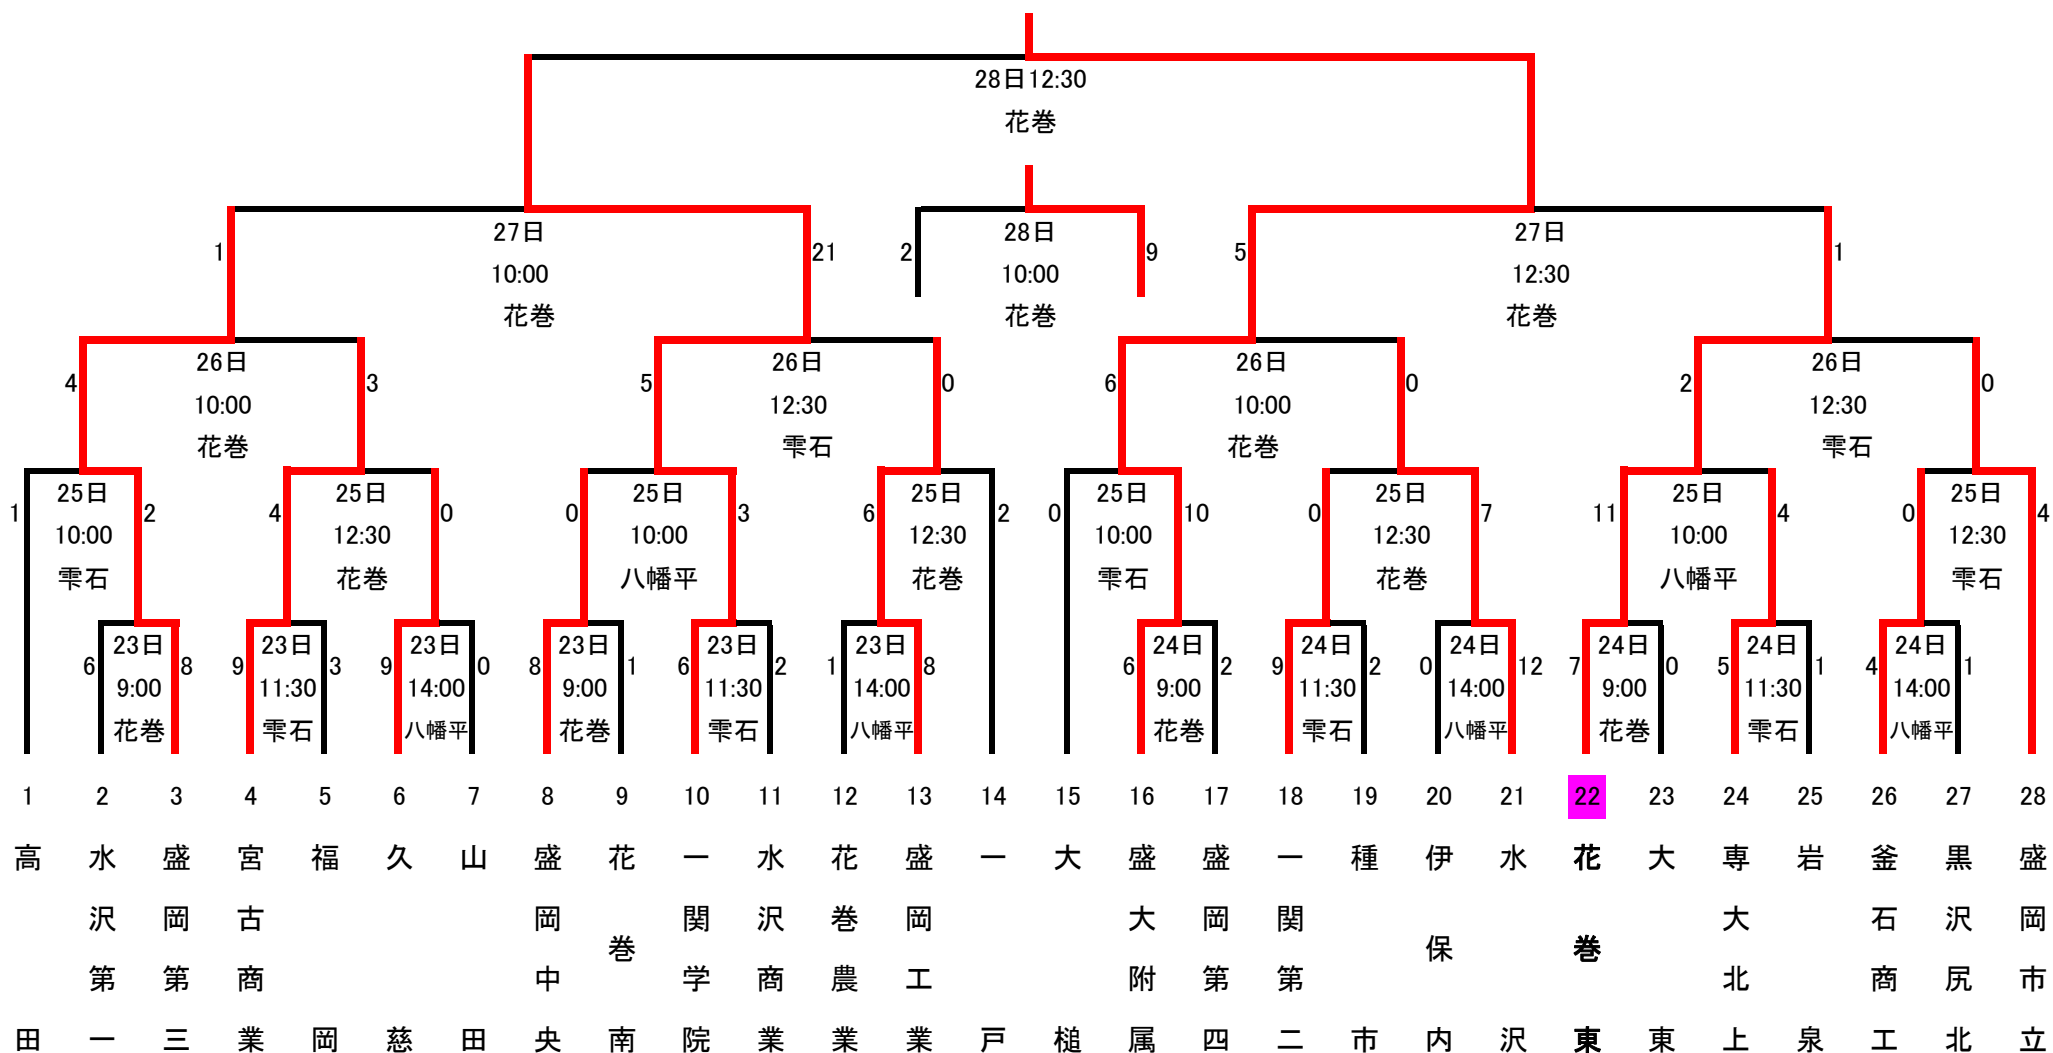 28日12:30
花巻
1
27日
10:00
花巻
21
2
28日
10:00
花巻
9
5
27日
12:30
花巻
1
4
26日
10:00
花巻
3
5
26日
12:30
雫石
0
6
26日
10:00
花巻
0
2
26日
12:30
雫石
0
1
25日
10:00
雫石
2
4
25日
12:30
花巻
0
0
25日
10:00
八幡平
3
6
25日
12:30
花巻
2
0
25日
10:00
雫石
10
0
25日
12:30
花巻
7
11
25日
10:00
八幡平
4
0
25日
12:30
雫石
4
6
23日
9:00
花巻
8
9
23日
11:30
雫石
3
9
23日
14:00
八幡平
0
8
23日
9:00
花巻
1
6
23日
11:30
雫石
2
1
23日
14:00
八幡平
8
6
24日
9:00
花巻
2
9
24日
11:30
雫石
2
0
24日
14:00
八幡平
12
7
24日
9:00
花巻
0
5
24日
11:30
雫石
1
4
24日
14:00
八幡平
1
1
高田
2
水沢第一
3
盛岡第三
4
宮古商業
5
福岡
6
久慈
7
山田
8
盛岡中央
9
花巻南
10
一関学院
11
水沢商業
12
花巻農業
13
盛岡工業
14
一戸
15
大槌
16
盛大附属
17
盛岡第四
18
一関第二
19
種市
20
伊保内
21
水沢
22
花巻東
23
大東
24
専大北上
25
岩泉
26
釜石商工
27
黒沢尻北
28
盛岡市立